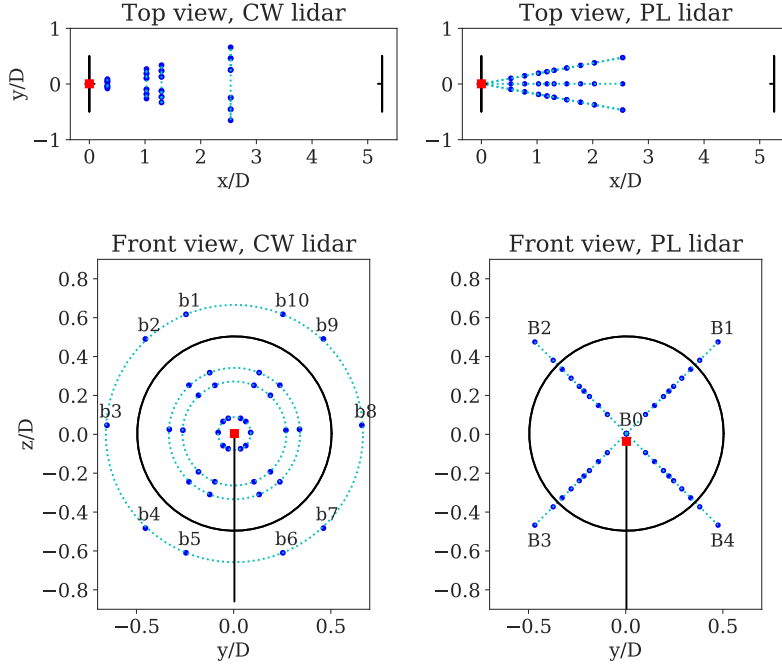 Top view, CW lidar
Top view, PL lidar
1
0
−1
y/D
0 1 2 3 4 5
x/D
1
0
−1
0 1 2 3 4 5
x/D
Front view, CW lidar
Front view, PL lidar
0.8
0.6
0.4
0.2
0.0
−0.2
−0.4
−0.6
−0.8
z/D
b1
b10
b2
b9
b3
b8
b4
b7
b5
b6
−0.5 0.0 0.5
y/D
0.8
0.6
0.4
0.2
0.0
−0.2
−0.4
−0.6
−0.8
B2
B1
B0
B3
B4
−0.5 0.0 0.5
y/D